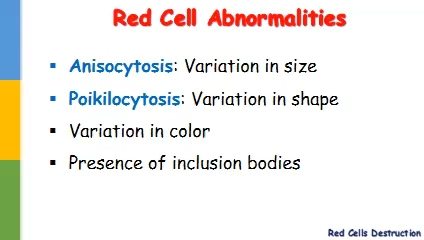 Red Cell Abnormalities
▪ Anisocytosis: Variation in size
▪ Poikilocytosis: Variation in shape
▪ Variation in color
▪ Presence of inclusion bodies
Red Cells Destruction